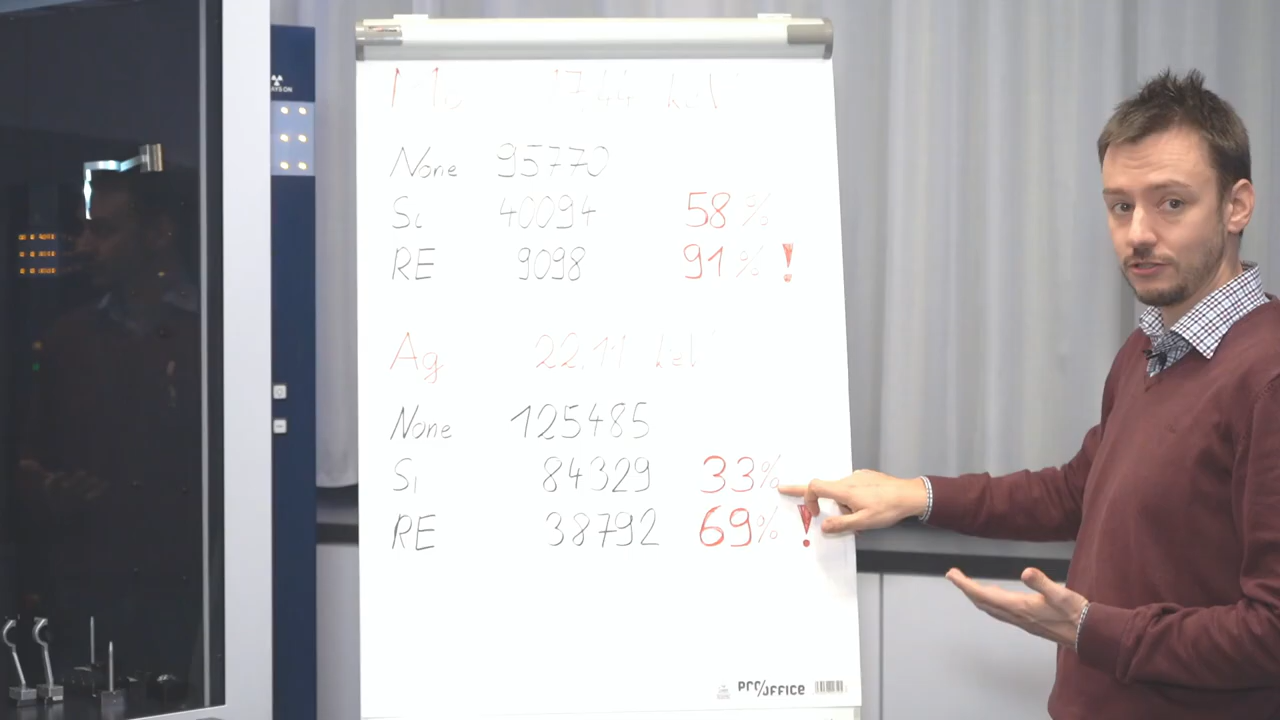 Mo 17.44 keV
None 95770
Si 40094 58 %
RE 9098 91 % !
Ag 22.11 keV
None 125485
Si 84329 33%
RE 38792 69% !
PRO/OFFICE